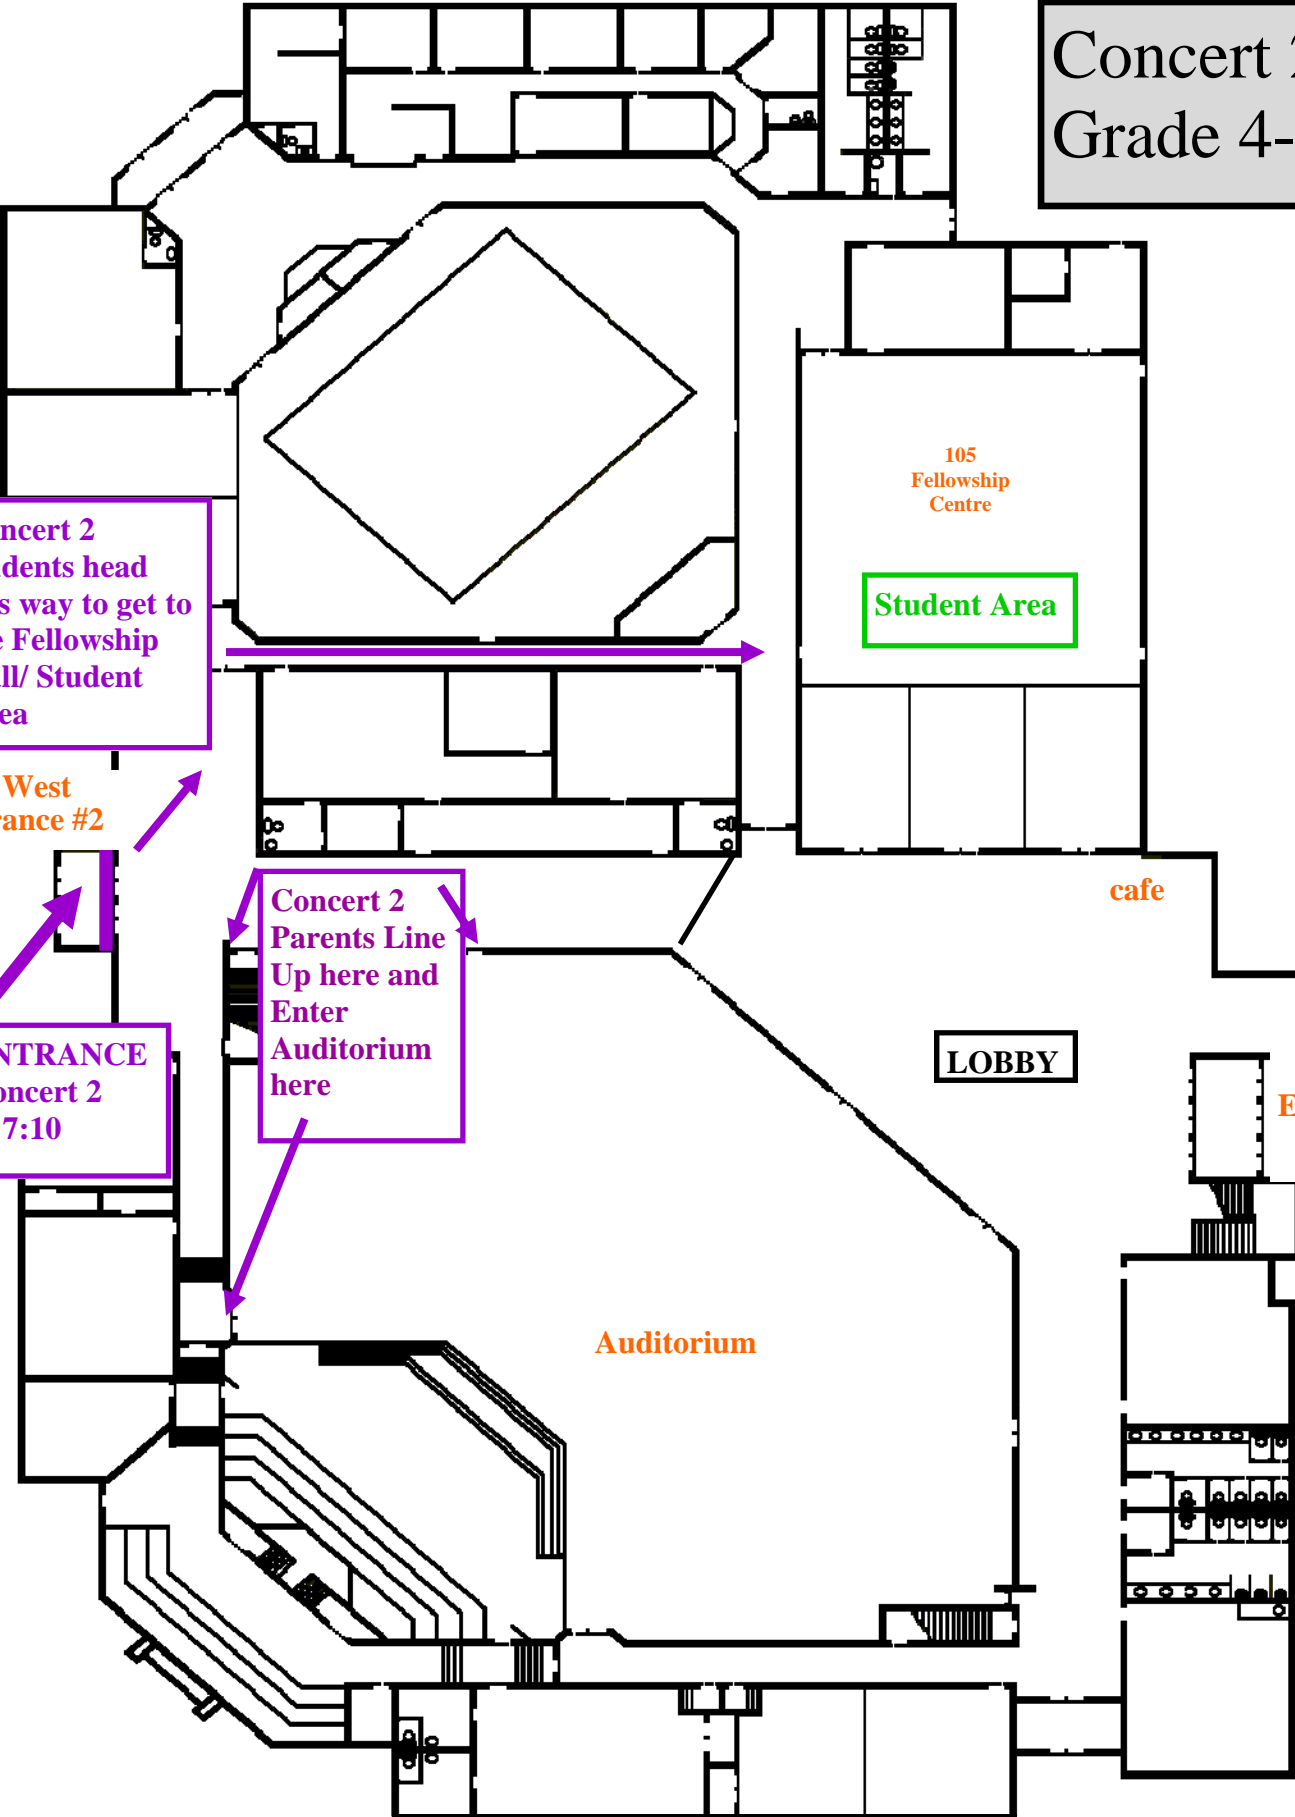 Concert 2
Grade 4-
105
Fellowship
Centre
Student Area
ncert 2
dents head
s way to get to
e Fellowship
ll/ Student
ea
West
rance #2
Concert 2
Parents Line
Up here and
Enter
Auditorium
here
cafe
LOBBY
NTRANCE
oncert 2
7:10
E
Auditorium